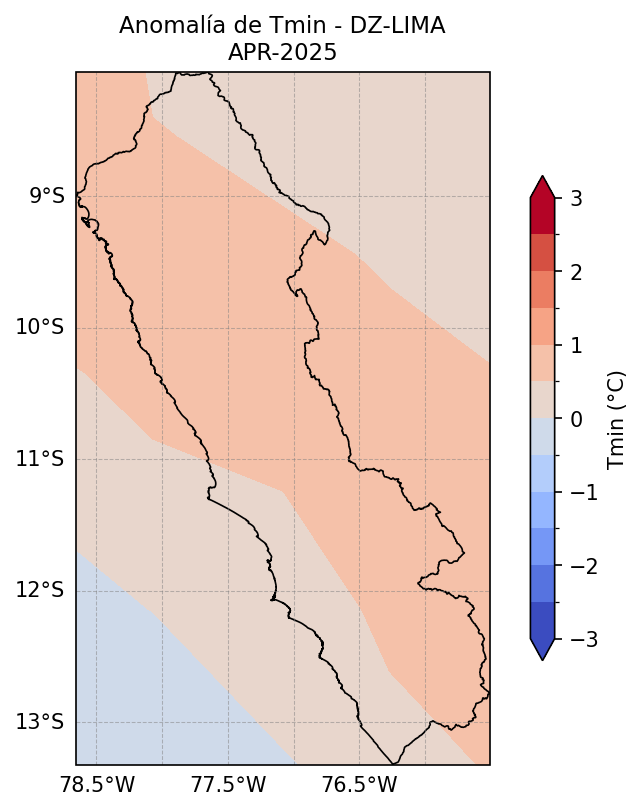 Anomalía de Tmin - DZ-LIMA
APR-2025
9°S
10°S
11°S
12°S
13°S
78.5°W 77.5°W 76.5°W
3
2
1
0
−1
−2
−3
Tmin (°C)